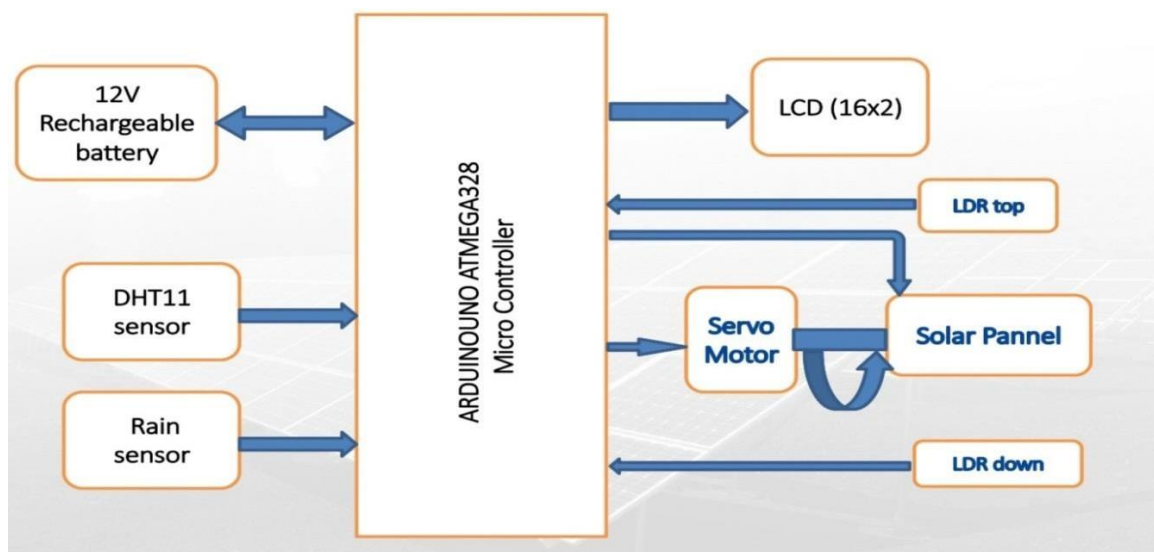 12V
Rechargeable
battery
DHT11
sensor
Rain
sensor
ARDUINOUNO ATMEGA328
Micro Controller
LCD (16x2)
LDR top
Servo
Motor
Solar Pannel
LDR down